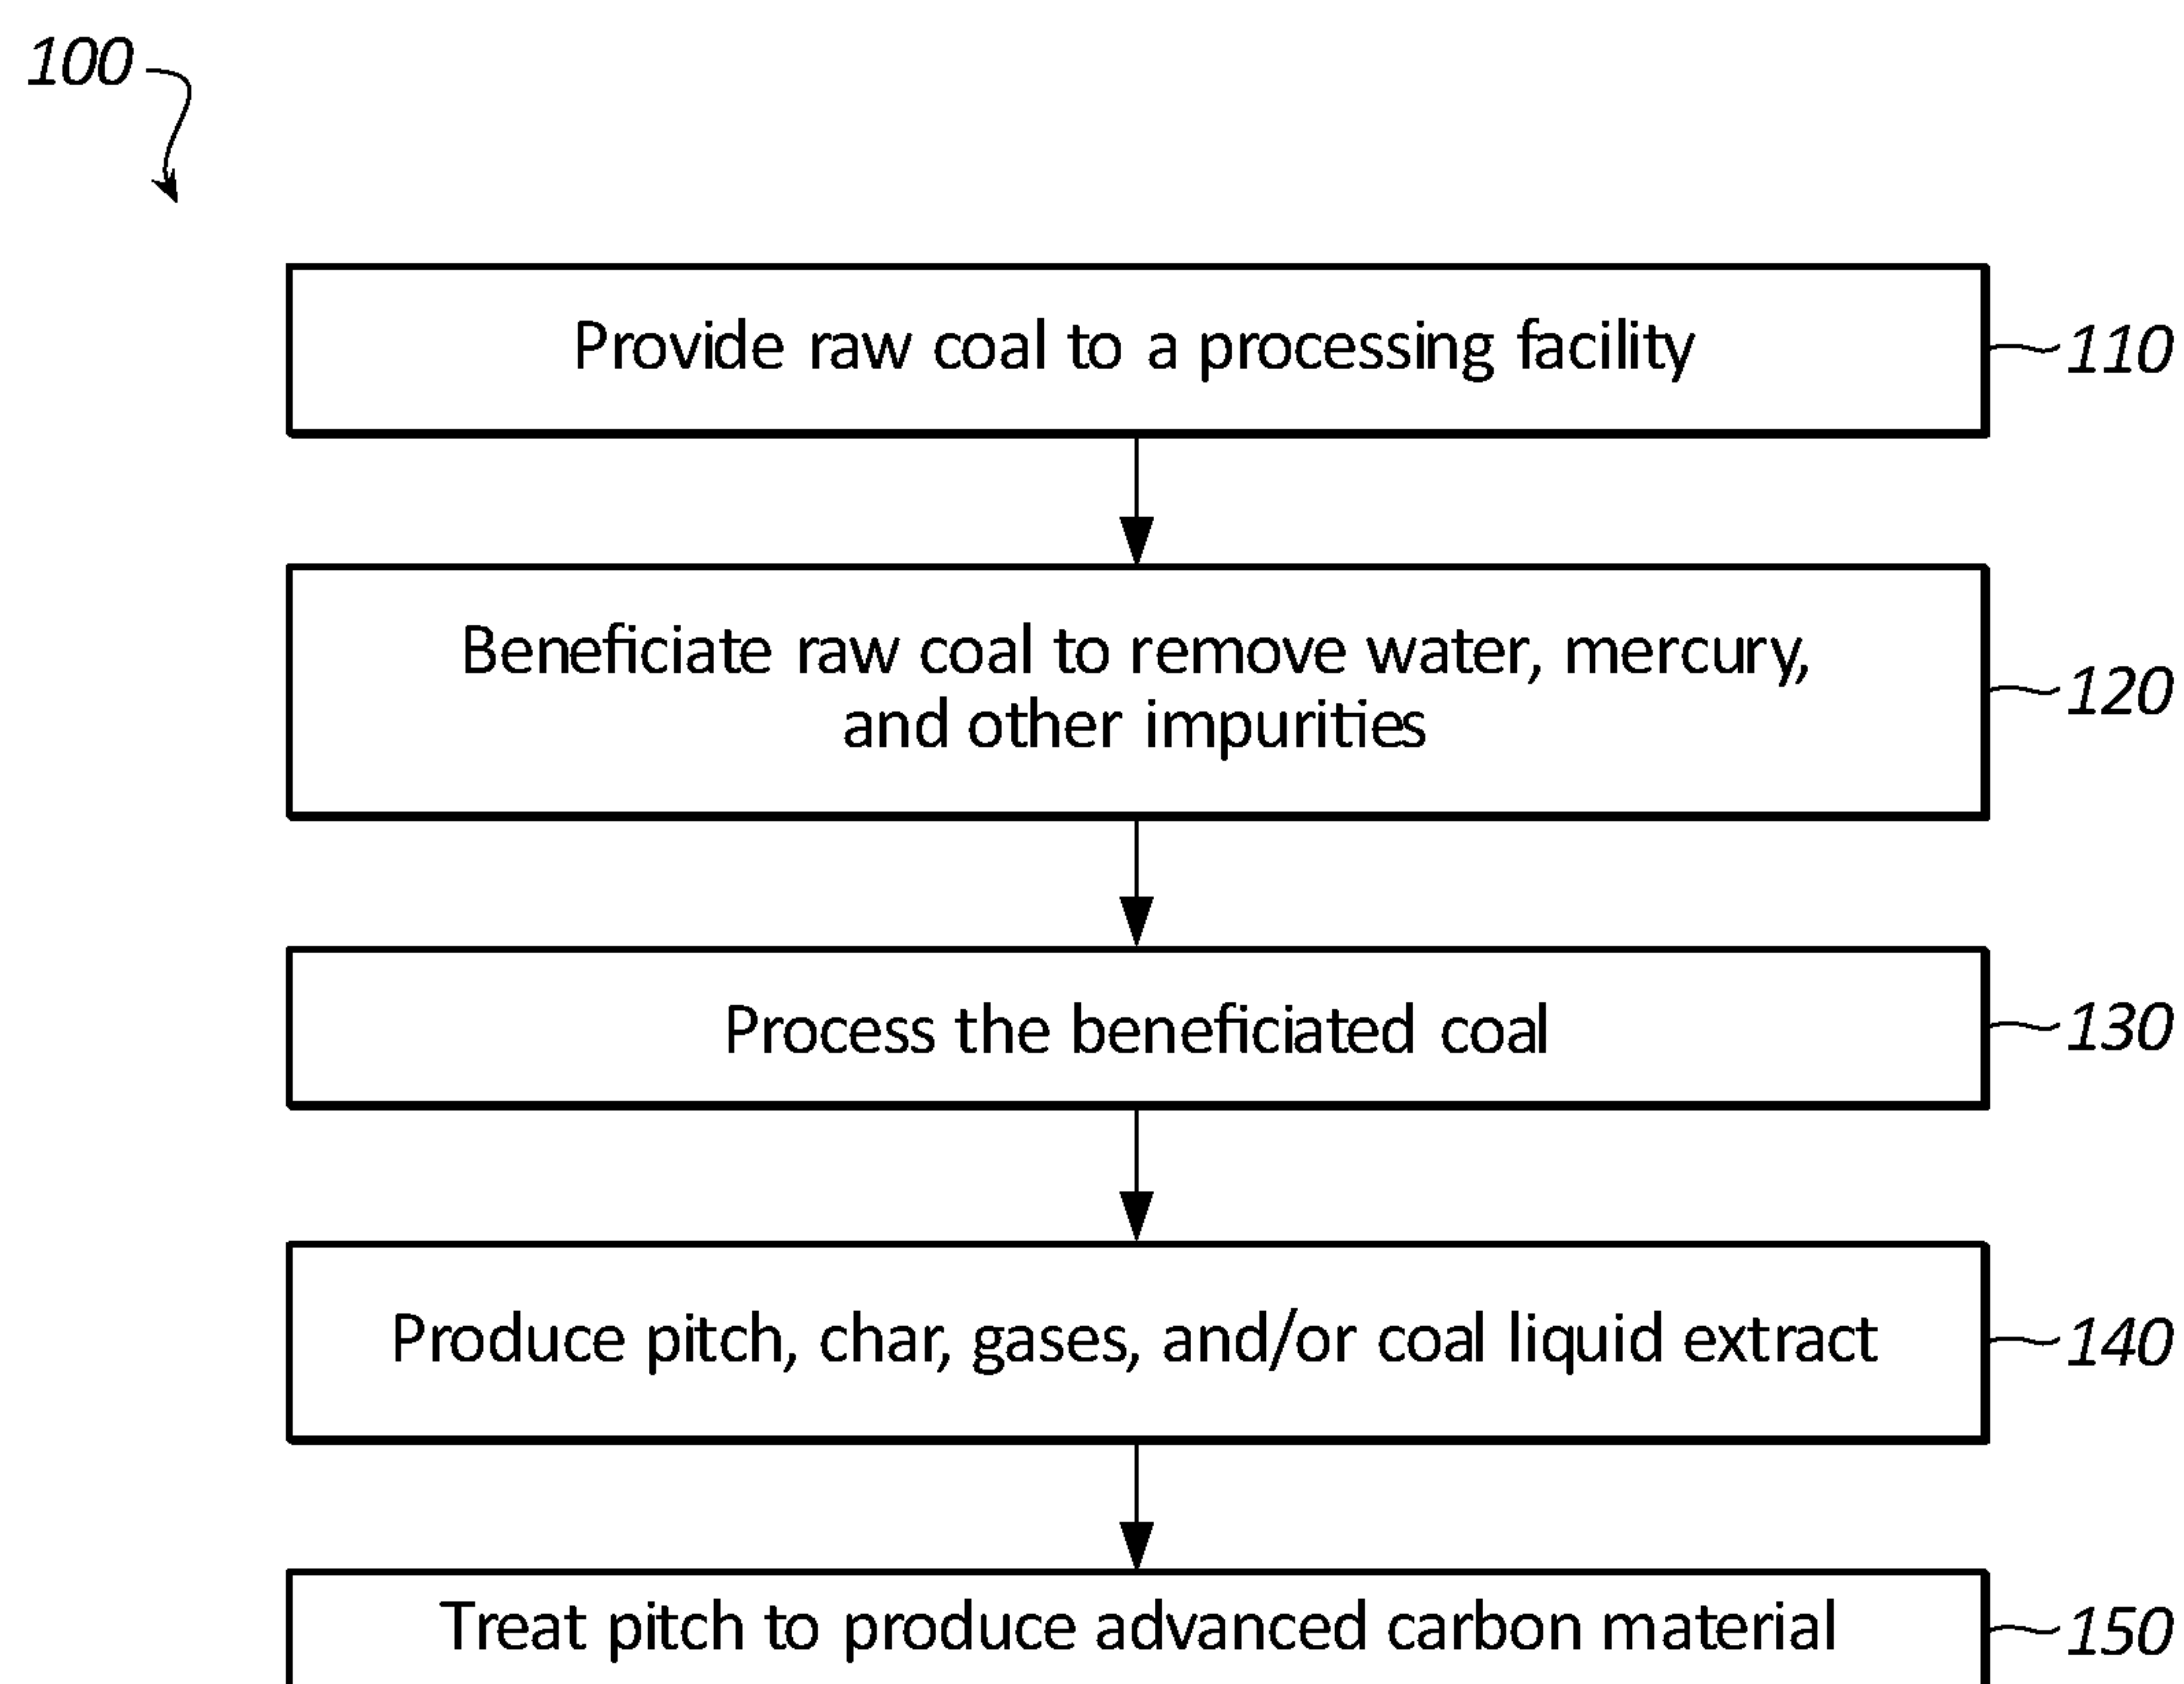 100
Provide raw coal to a processing facility
110
Beneficiate raw coal to remove water, mercury,
and other impurities
120
Process the beneficiated coal
130
Produce pitch, char, gases, and/or coal liquid extract
140
Treat pitch to produce advanced carbon material
150